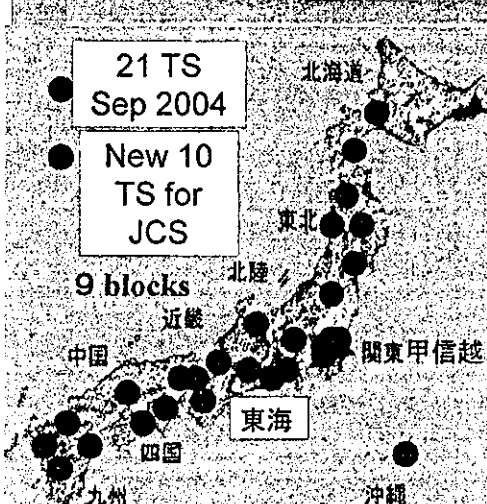 21 TS
Sep 2004
New 10
TS for
JCS
9 blocks
北海道
東北
北陸
近畿
中国
関東甲信越
東海
四国
九州
沖縄